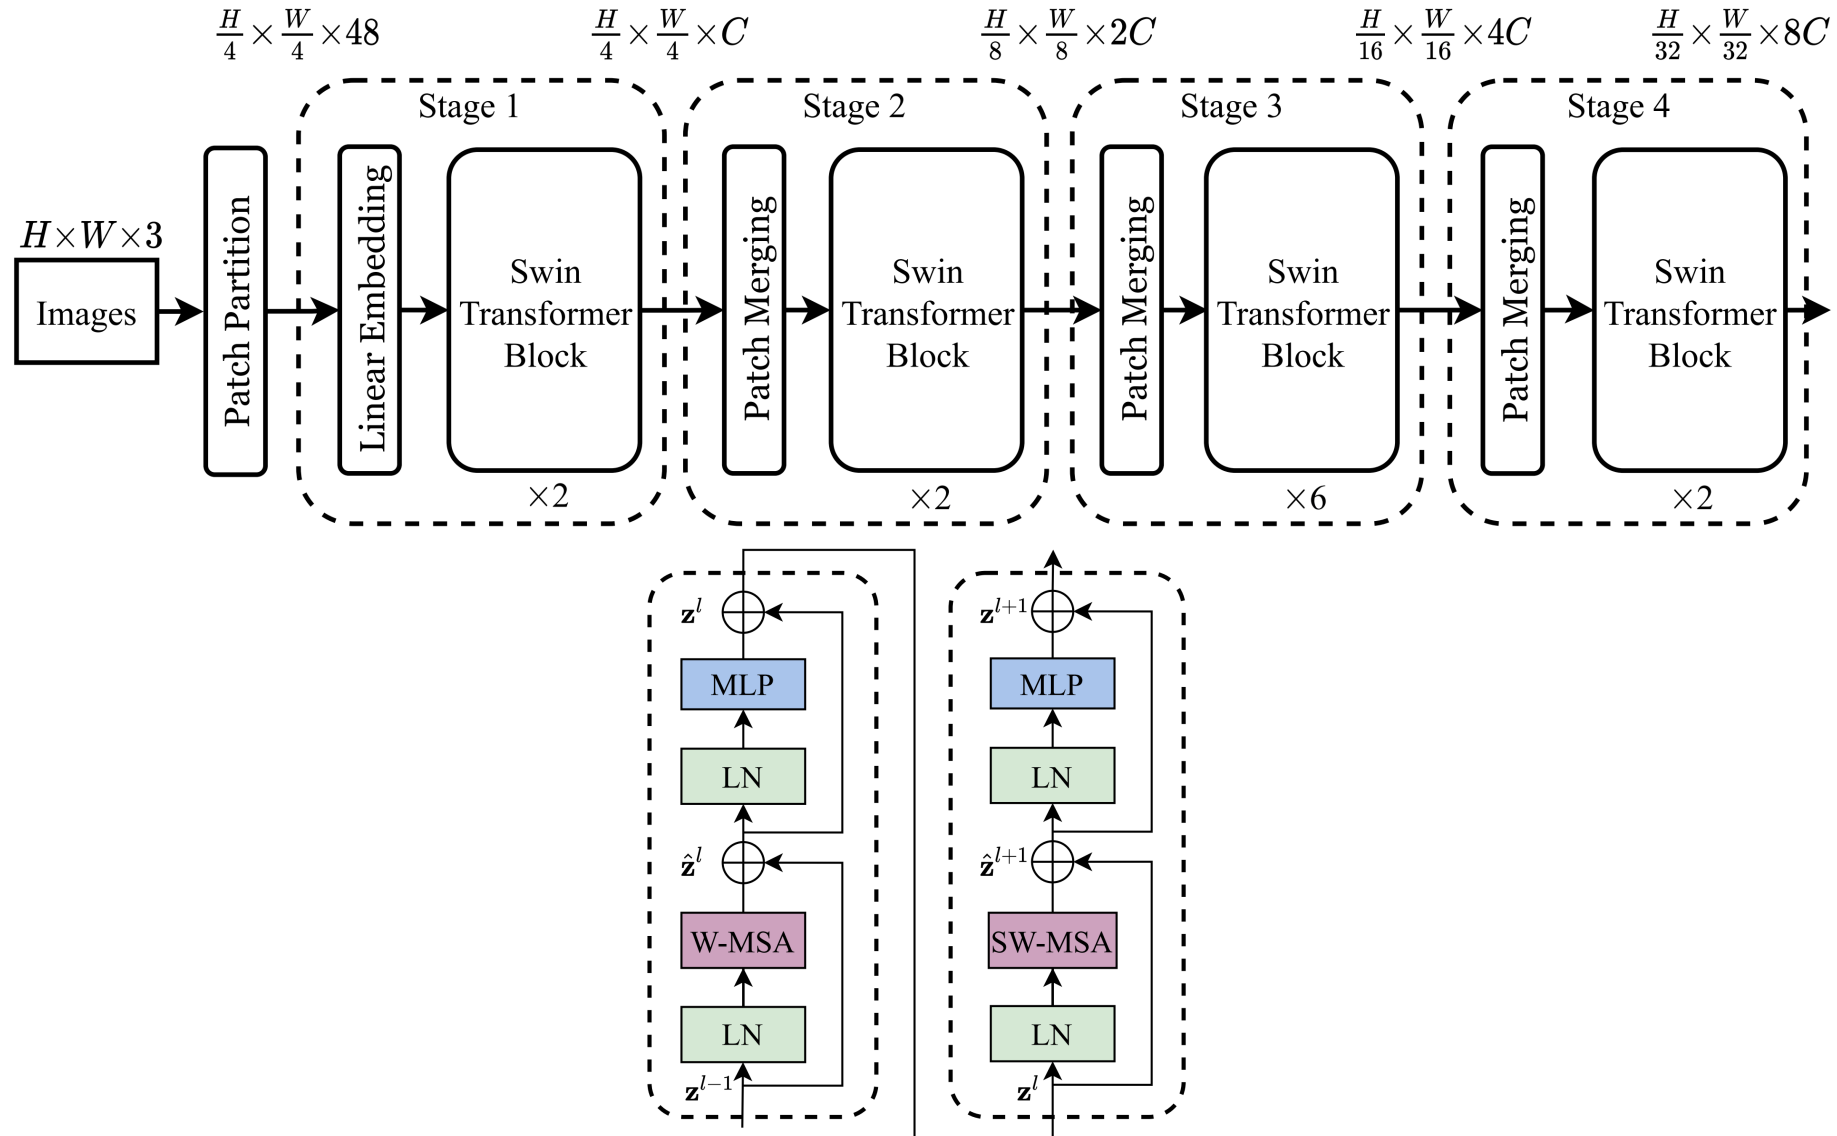 H/4 × W/4 × 48
H/4 × W/4 × C
H/8 × W/8 × 2C
H/16 × W/16 × 4C
H/32 × W/32 × 8C
Stage 1
Stage 2
Stage 3
Stage 4
H×W×3
Images
Patch Partition
Linear Embedding
Swin
Transformer
Block
×2
Patch Merging
Swin
Transformer
Block
×2
Patch Merging
Swin
Transformer
Block
×6
Patch Merging
Swin
Transformer
Block
×2
z^l
MLP
LN
ẑ^l
W-MSA
LN
z^{l−1}
z^{l+1}
MLP
LN
ẑ^{l+1}
SW-MSA
LN
z^l